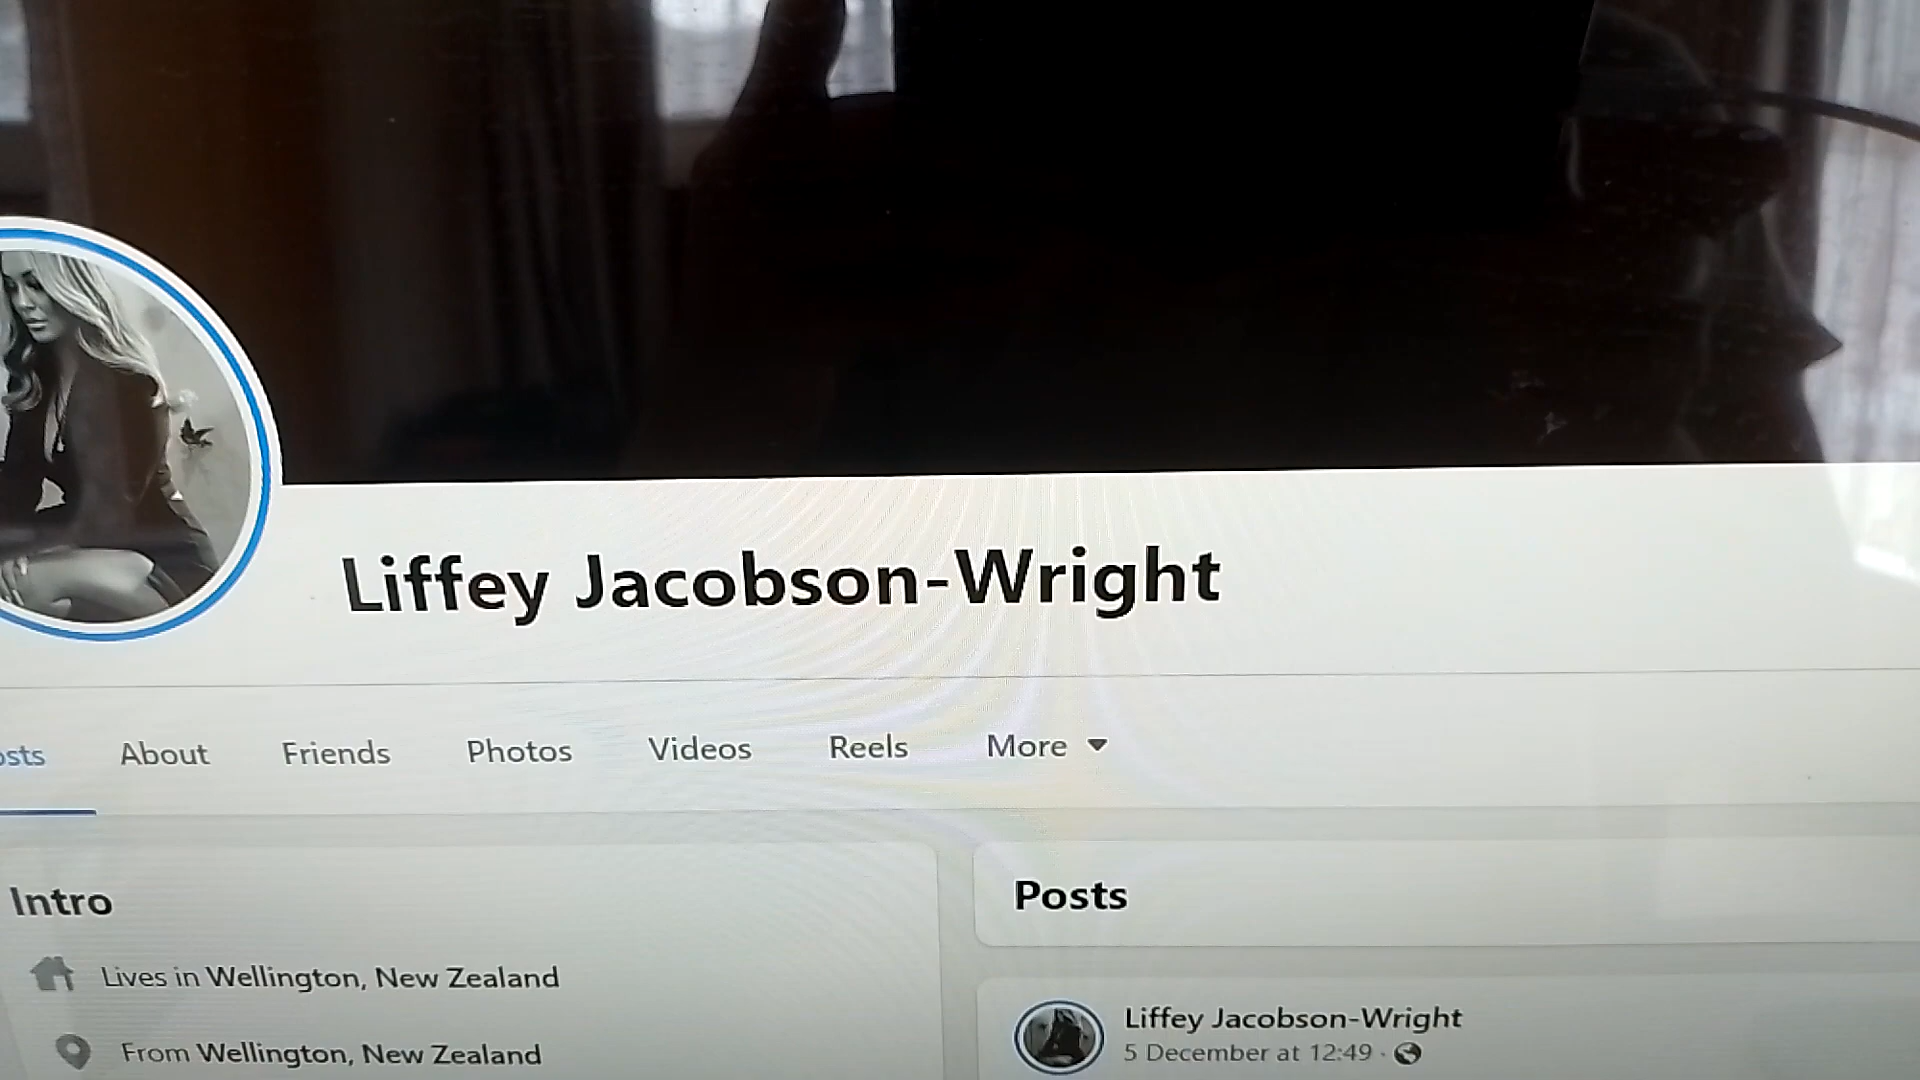 Liffey Jacobson-Wright
About Friends Photos Videos Reels More
Intro
Lives in Wellington, New Zealand
From Wellington, New Zealand
Posts
Liffey Jacobson-Wright
5 December at 12:49 ·